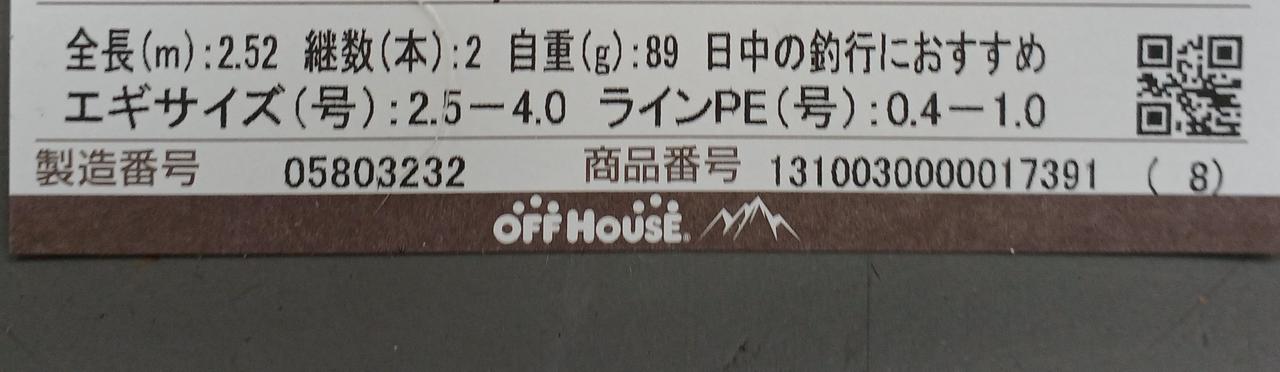 全長(m):2.52 継数(本):2 自重(g):89 日中の釣行におすすめ
エギサイズ(号):2.5－4.0 ラインPE(号):0.4－1.0
製造番号 05803232 商品番号 1310030000017391 ( 8)
OFF HOUSE®